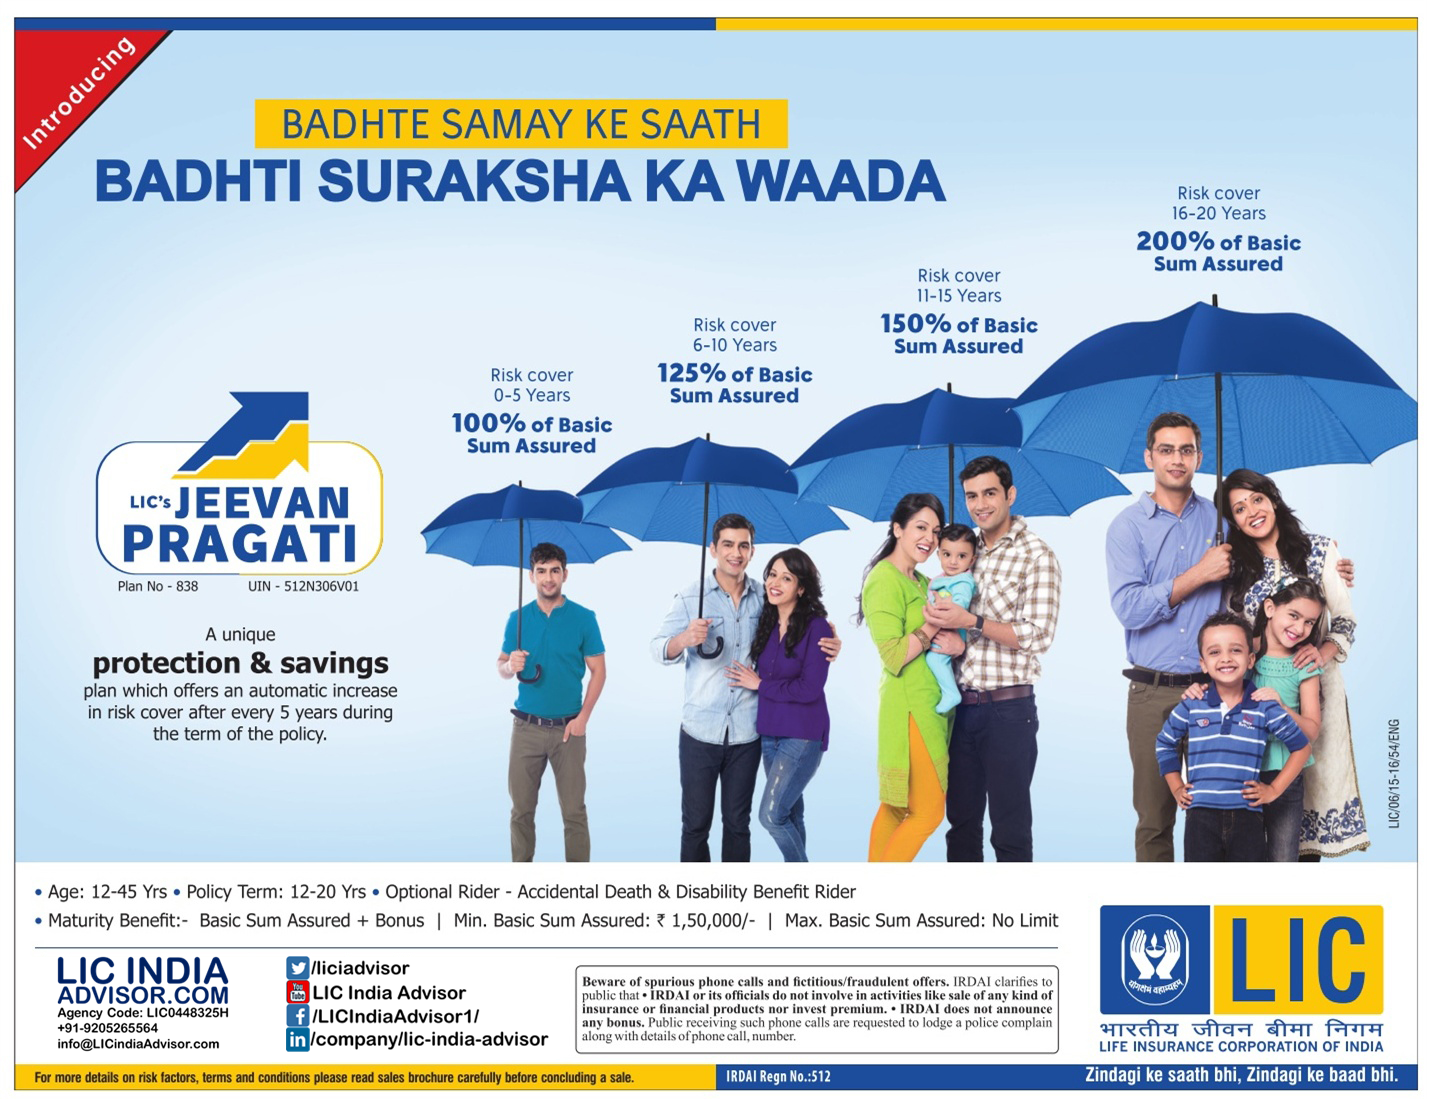 Introducing
BADHTE SAMAY KE SAATH
BADHTI SURAKSHA KA WAADA
Risk cover
16-20 Years
200% of Basic
Sum Assured
Risk cover
11-15 Years
150% of Basic
Sum Assured
Risk cover
6-10 Years
125% of Basic
Sum Assured
Risk cover
0-5 Years
100% of Basic
Sum Assured
LIC's JEEVAN
PRAGATI
Plan No - 838 UIN - 512N306V01
A unique
protection & savings
plan which offers an automatic increase
in risk cover after every 5 years during
the term of the policy.
LIC/06/15-16/54/ENG
• Age: 12-45 Yrs • Policy Term: 12-20 Yrs • Optional Rider - Accidental Death & Disability Benefit Rider
• Maturity Benefit:- Basic Sum Assured + Bonus | Min. Basic Sum Assured: ₹ 1,50,000/- | Max. Basic Sum Assured: No Limit
LIC INDIA
ADVISOR.COM
Agency Code: LIC0448325H
+91-9205265564
info@LICindiaAdvisor.com
/liciadvisor
You Tube LIC India Advisor
/LICIndiaAdvisor1/
in/company/lic-india-advisor
Beware of spurious phone calls and fictitious/fraudulent offers. IRDAI clarifies to
public that • IRDAI or its officials do not involve in activities like sale of any kind of
insurance or financial products nor invest premium. • IRDAI does not announce
any bonus. Public receiving such phone calls are requested to lodge a police complain
along with details of phone call, number.
योगक्षेमं वहाम्यहम्
LIC
भारतीय जीवन बीमा निगम
LIFE INSURANCE CORPORATION OF INDIA
For more details on risk factors, terms and conditions please read sales brochure carefully before concluding a sale.
IRDAI Regn No.:512
Zindagi ke saath bhi, Zindagi ke baad bhi.